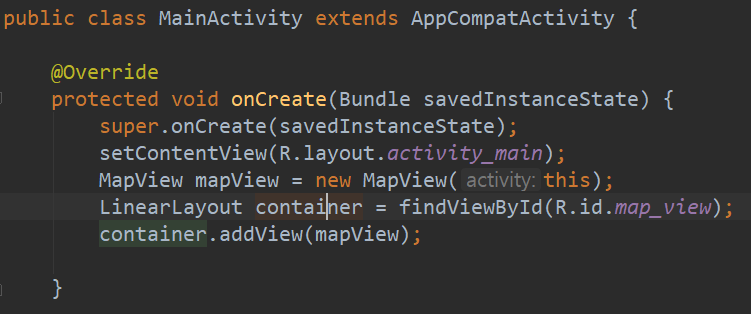 public class MainActivity extends AppCompatActivity {
@Override
protected void onCreate(Bundle savedInstanceState) {
super.onCreate(savedInstanceState);
setContentView(R.layout.activity_main);
MapView mapView = new MapView( activity: this);
LinearLayout container = findViewById(R.id.map_view);
container.addView(mapView);
}